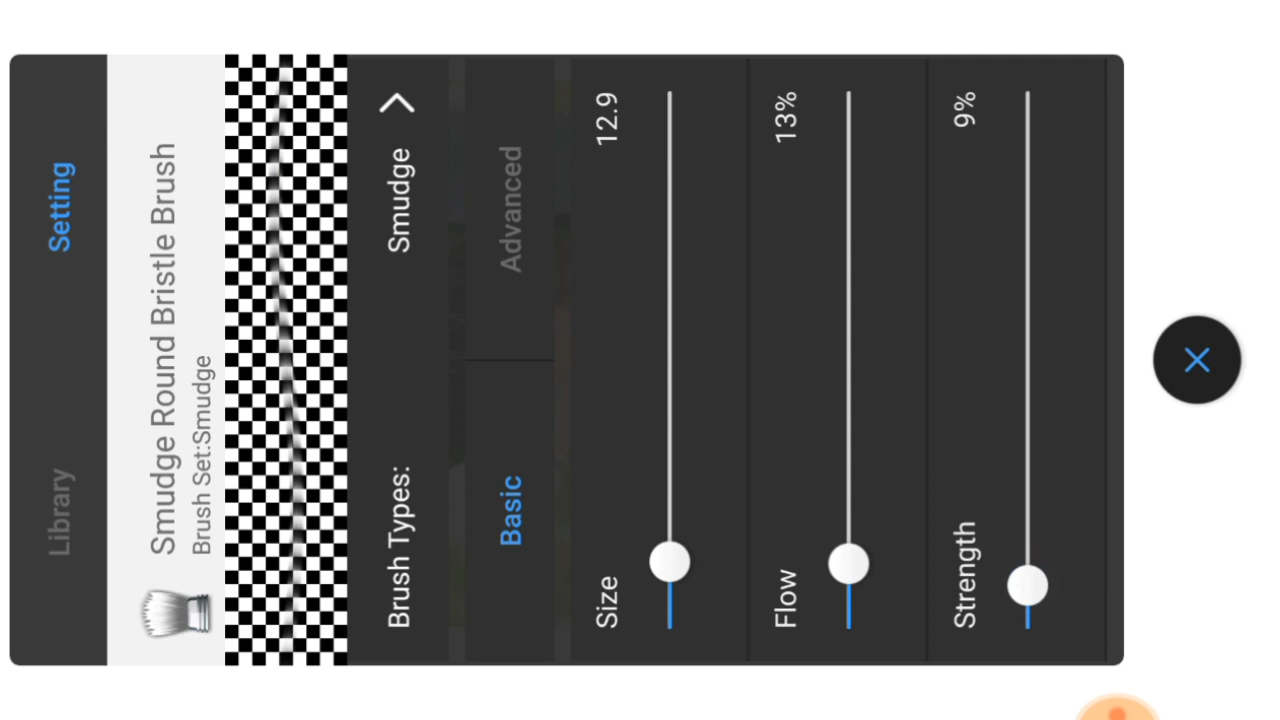 Library Setting
Smudge Round Bristle Brush
Brush Set:Smudge
Brush Types: Smudge
Basic Advanced
Size 12.9
Flow 13%
Strength 9%